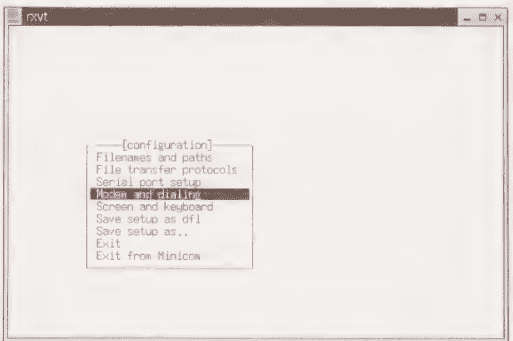 rxvt
[configuration]
Filenames and paths
File transfer protocols
Serial port setup
Modem and dialing
Screen and keyboard
Save setup as dfl
Save setup as..
Exit
Exit from Minicom